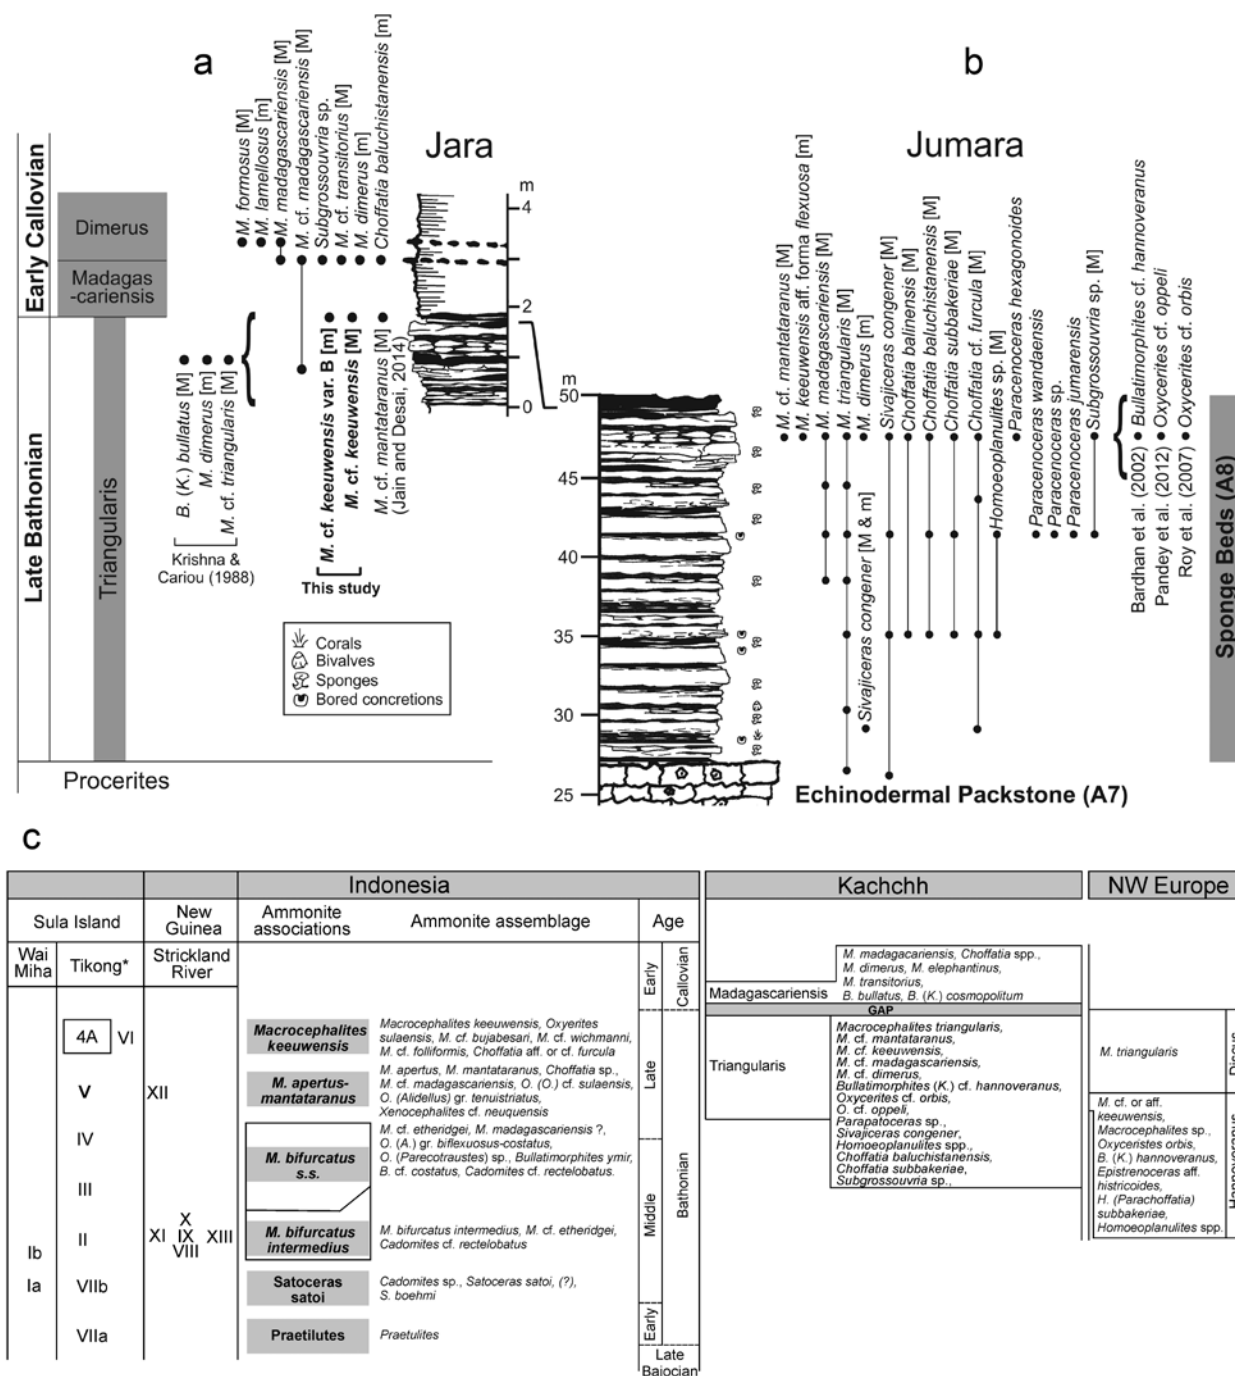 a
b
Jara
Jumara
M. formosus [M]
M. lamellosus [m]
M. madagascariensis [M]
M. cf. madagascariensis [M]
Subgrossouvria sp.
M. cf. transitorius [M]
M. dimerus [m]
Choffatia baluchistanensis [m]
Early Callovian
Dimerus
Madagas
-cariensis
Late Bathonian
Triangularis
Procerites
B. (K.) bullatus [M]
M. dimerus [m]
M. cf. triangularis [M]
Krishna &
Cariou (1988)
M. cf. keeuwensis var. B [m]
M. cf. keeuwensis [M]
M. cf. mantataranus [M]
(Jain and Desai, 2014)
This study
m
4
2
0
Corals
Bivalves
Sponges
Bored concretions
m
50
45
40
35
30
25
M. cf. mantataranus [M]
M. keeuwensis aff. forma flexuosa [m]
M. madagascariensis [M]
M. triangularis [M]
M. dimerus [m]
Sivajiceras congener [M]
Choffatia balinensis [M]
Choffatia baluchistanensis [M]
Choffatia subbakeriae [M]
Choffatia cf. furcula [M]
Homoeoplanulites sp. [M]
Paracenoceras hexagonoides
Paracenoceras wandaensis
Paracenoceras sp.
Paracenoceras jumarensis
Subgrossouvria sp. [M]
Sivajiceras congener [M & m]
Bardhan et al. (2002) Bullatimorphites cf. hannoveranus
Pandey et al. (2012) Oxycerites cf. oppeli
Roy et al. (2007) Oxycerites cf. orbis
Sponge Beds (A8)
Echinodermal Packstone (A7)
c
Indonesia
Kachchh
NW Europe
Sula Island
New
Guinea
Ammonite
associations
Ammonite assemblage
Age
Wai
Miha
Tikong*
Strickland
River
Early
Callovian
4A VI
Macrocephalites
keeuwensis
Macrocephalites keeuwensis, Oxyerites
sulaensis, M. cf. bujabesari, M. cf. wichmanni,
M. cf. folliformis, Choffatia aff. or cf. furcula
Late
V
XII
M. apertus-
mantataranus
M. apertus, M. mantataranus, Choffatia sp.,
M. cf. madagascariensis, O. (O.) cf. sulaensis,
O. (Alidellus) gr. tenuistriatus,
Xenocephalites cf. neuquensis
IV
M. bifurcatus
s.s.
M. cf. etheridgei, M. madagascariensis ?,
O. (A.) gr. biflexuosus-costatus,
O. (Parecotraustes) sp., Bullatimorphites ymir,
B. cf. costatus, Cadomites cf. rectelobatus.
Middle
Bathonian
III
II
X
XI IX XIII
VIII
M. bifurcatus
intermedius
M. bifurcatus intermedius, M. cf. etheridgei,
Cadomites cf. rectelobatus
Ib
Ia
VIIb
Satoceras
satoi
Cadomites sp., Satoceras satoi, (?),
S. boehmi
VIIa
Praetilutes
Praetulites
Early
Late
Bajocian
Madagascariensis
M. madagascariensis, Choffatia spp.,
M. dimerus, M. elephantinus,
M. transitorius,
B. bullatus, B. (K.) cosmopolitum
GAP
Triangularis
Macrocephalites triangularis,
M. cf. mantataranus,
M. cf. keeuwensis,
M. cf. madagascariensis,
M. cf. dimerus,
Bullatimorphites (K.) cf. hannoveranus,
Oxycerites cf. orbis,
O. cf. oppeli,
Parapatoceras sp.,
Sivajiceras congener,
Homoeoplanulites spp.,
Choffatia baluchistanensis,
Choffatia subbakeriae,
Subgrossouvria sp.,
M. triangularis
Discus
M. cf. or aff.
keeuwensis,
Macrocephalites sp.,
Oxyceristes orbis,
B. (K.) hannoveranus,
Epistrenoceras aff.
histricoides,
H. (Parachoffatia)
subbakeriae,
Homoeoplanulites spp.
Hannoveranus